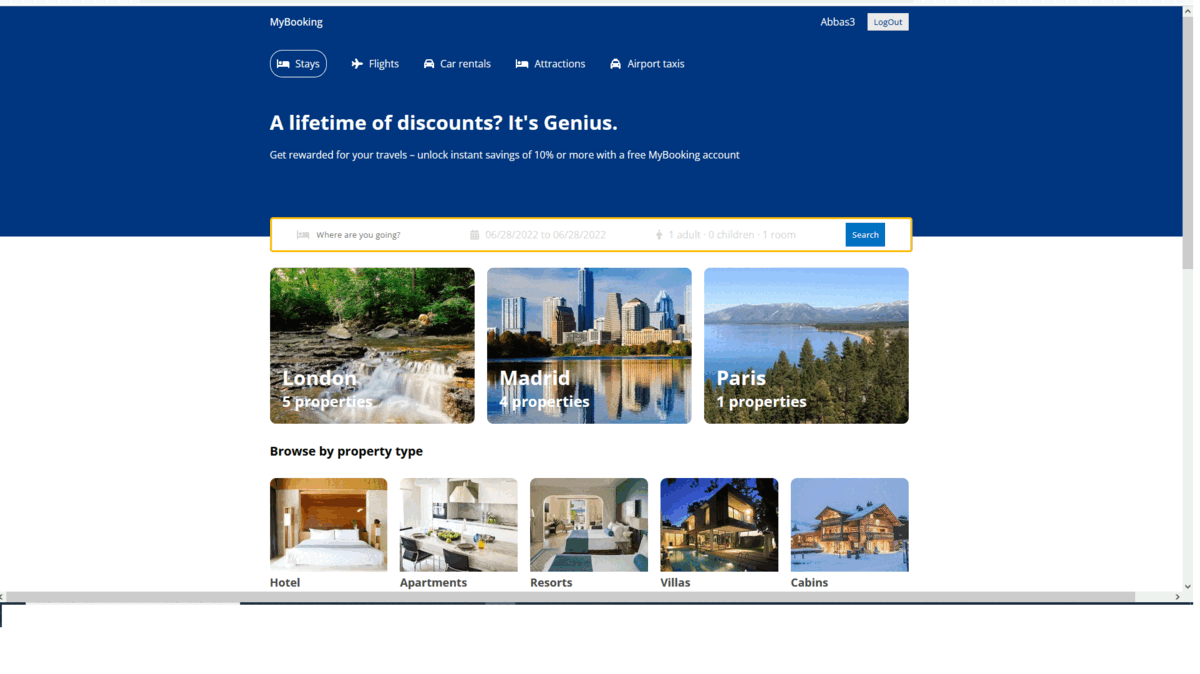 MyBooking
Abbas3 LogOut
Stays Flights Car rentals Attractions Airport taxis
A lifetime of discounts? It's Genius.
Get rewarded for your travels – unlock instant savings of 10% or more with a free MyBooking account
Where are you going? 06/28/2022 to 06/28/2022 1 adult · 0 children · 1 room Search
London Madrid Paris
5 properties 4 properties 1 properties
Browse by property type
Hotel Apartments Resorts Villas Cabins